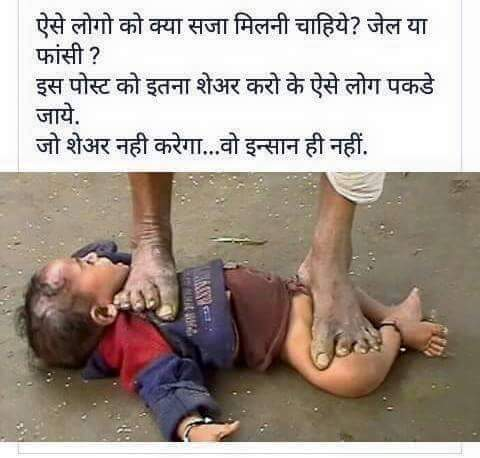 ऐसे लोगो को क्या सजा मिलनी चाहिये? जेल या
फांसी ?
इस पोस्ट को इतना शेअर करो के ऐसे लोग पकडे
जाये.
जो शेअर नही करेगा...वो इन्सान ही नहीं.